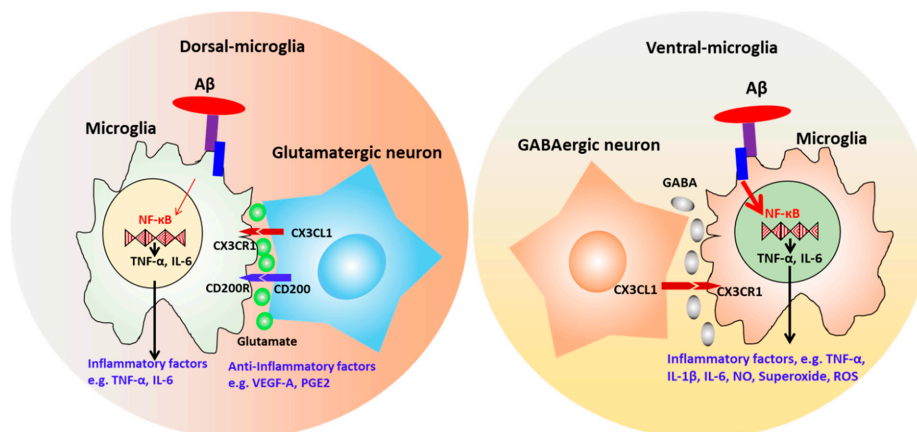 Dorsal-microglia
Aβ
Microglia
Glutamatergic neuron
NF-κB
TNF-α, IL-6
CX3CR1
CX3CL1
CD200R
CD200
Glutamate
Inflammatory factors
e.g. TNF-α, IL-6
Anti-Inflammatory factors
e.g. VEGF-A, PGE2
Ventral-microglia
Aβ
GABAergic neuron
Microglia
GABA
NF-κB
TNF-α, IL-6
CX3CL1
CX3CR1
Inflammatory factors, e.g. TNF-α,
IL-1β, IL-6, NO, Superoxide, ROS